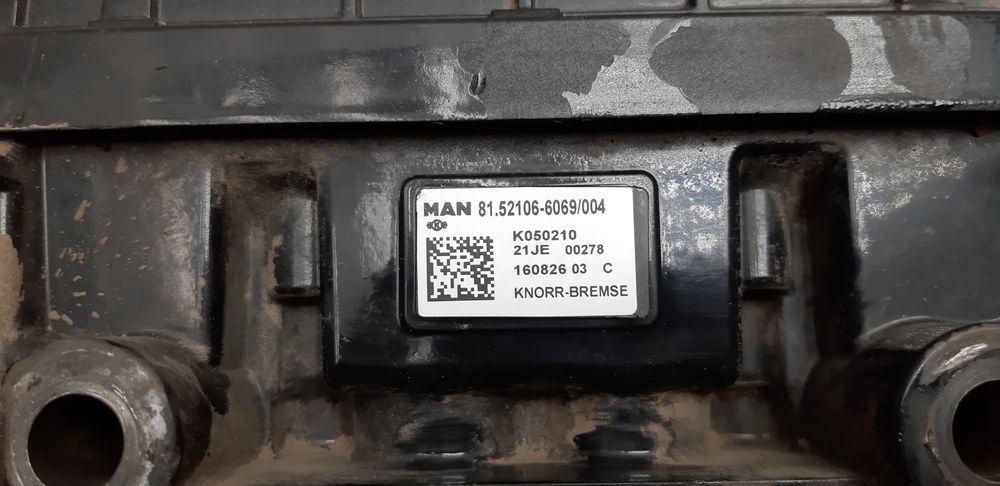 MAN 81.52106-6069/004
K
K050210
21JE 00278
160826 03 C
KNORR-BREMSE